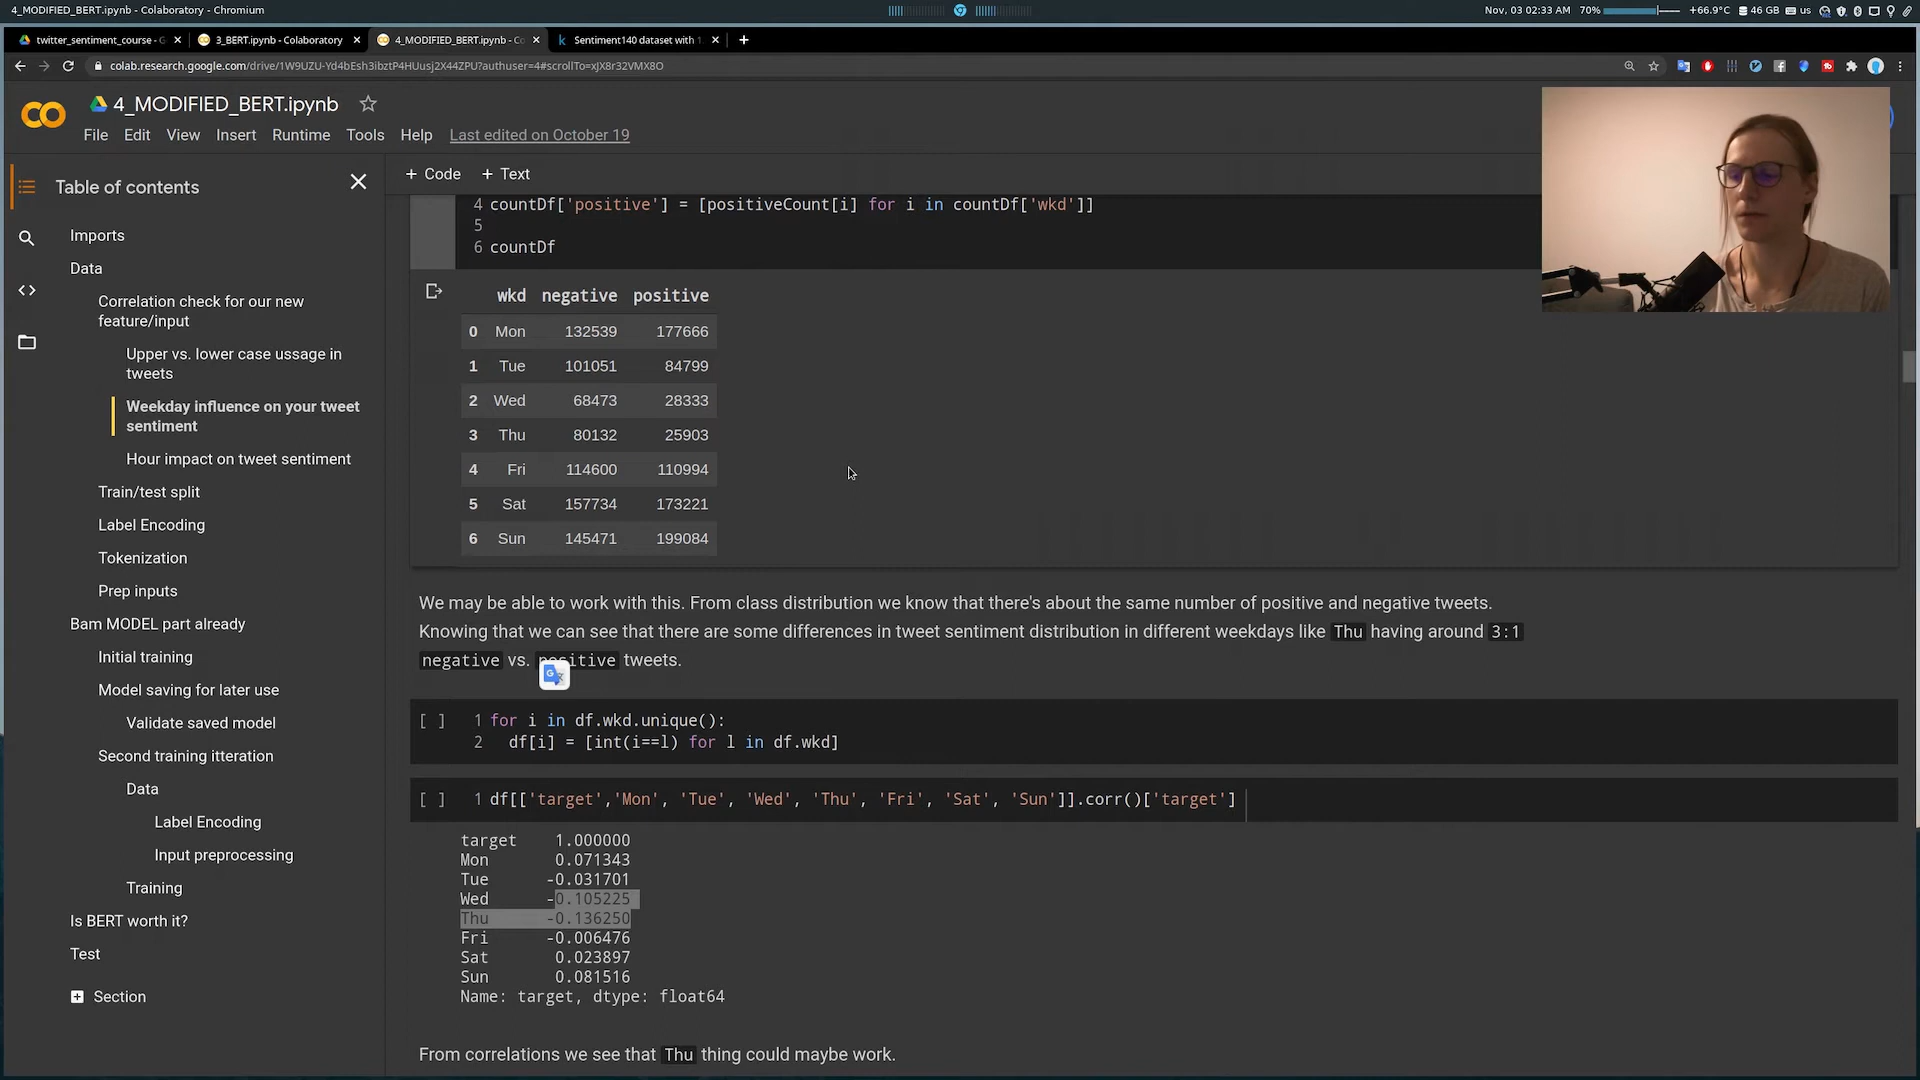 4_MODIFIED_BERT.ipynb - Colaboratory - Chromium
Nov, 03 02:33 AM 70% +66.9°C 46 GB us
twitter_sentiment_course - G
3_BERT.ipynb - Colaboratory
4_MODIFIED_BERT.ipynb - Co
Sentiment140 dataset with 1.
colab.research.google.com/drive/1W9UZU-Yd4bEsh3ibztP4HUusj2X44ZPU?authuser=4#scrollTo=xJX8r32VMX8O
4_MODIFIED_BERT.ipynb
File Edit View Insert Runtime Tools Help Last edited on October 19
Table of contents
Imports
Data
Correlation check for our new
feature/input
Upper vs. lower case ussage in
tweets
Weekday influence on your tweet
sentiment
Hour impact on tweet sentiment
Train/test split
Label Encoding
Tokenization
Prep inputs
Bam MODEL part already
Initial training
Model saving for later use
Validate saved model
Second training itteration
Data
Label Encoding
Input preprocessing
Training
Is BERT worth it?
Test
Section
+ Code + Text
4 countDf['positive'] = [positiveCount[i] for i in countDf['wkd']]
5
6 countDf
wkd negative positive
0 Mon 132539 177666
1 Tue 101051 84799
2 Wed 68473 28333
3 Thu 80132 25903
4 Fri 114600 110994
5 Sat 157734 173221
6 Sun 145471 199084
We may be able to work with this. From class distribution we know that there's about the same number of positive and negative tweets.
Knowing that we can see that there are some differences in tweet sentiment distribution in different weekdays like Thu having around 3:1
negative vs. positive tweets.
[ ] 1 for i in df.wkd.unique():
2 df[i] = [int(i==l) for l in df.wkd]
[ ] 1 df[['target','Mon', 'Tue', 'Wed', 'Thu', 'Fri', 'Sat', 'Sun']].corr()['target']
target 1.000000
Mon 0.071343
Tue -0.031701
Wed -0.105225
Thu -0.136250
Fri -0.006476
Sat 0.023897
Sun 0.081516
Name: target, dtype: float64
From correlations we see that Thu thing could maybe work.